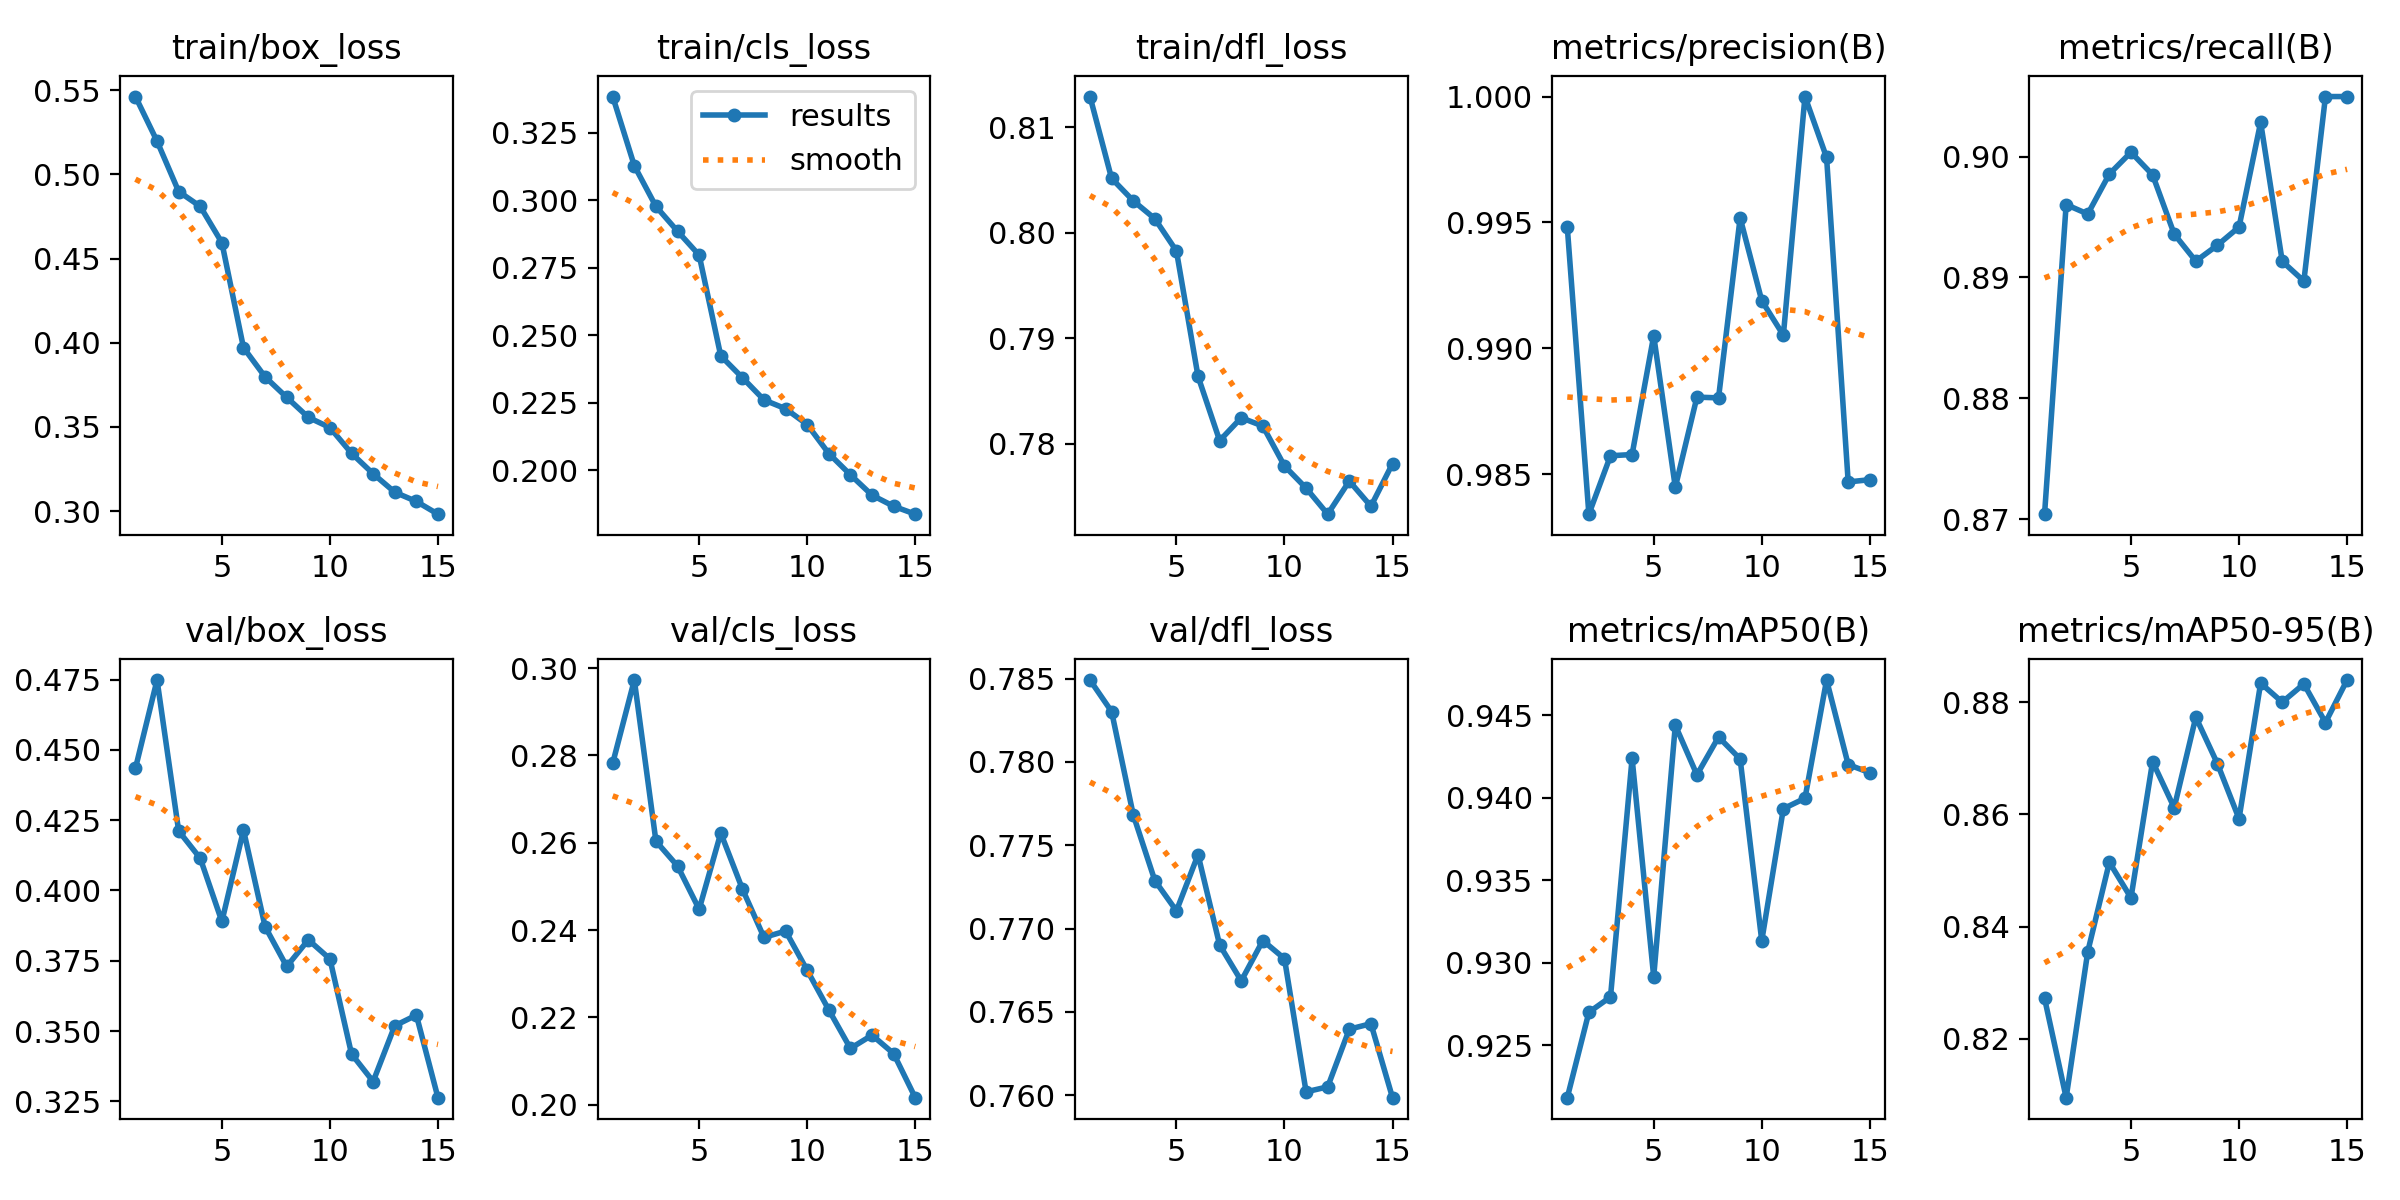 train/box_loss
0.55
0.50
0.45
0.40
0.35
0.30
5 10 15
train/cls_loss
results
smooth
0.325
0.300
0.275
0.250
0.225
0.200
5 10 15
train/dfl_loss
0.81
0.80
0.79
0.78
5 10 15
metrics/precision(B)
1.000
0.995
0.990
0.985
5 10 15
metrics/recall(B)
0.90
0.89
0.88
0.87
5 10 15
val/box_loss
0.475
0.450
0.425
0.400
0.375
0.350
0.325
5 10 15
val/cls_loss
0.30
0.28
0.26
0.24
0.22
0.20
5 10 15
val/dfl_loss
0.785
0.780
0.775
0.770
0.765
0.760
5 10 15
metrics/mAP50(B)
0.945
0.940
0.935
0.930
0.925
5 10 15
metrics/mAP50-95(B)
0.88
0.86
0.84
0.82
5 10 15